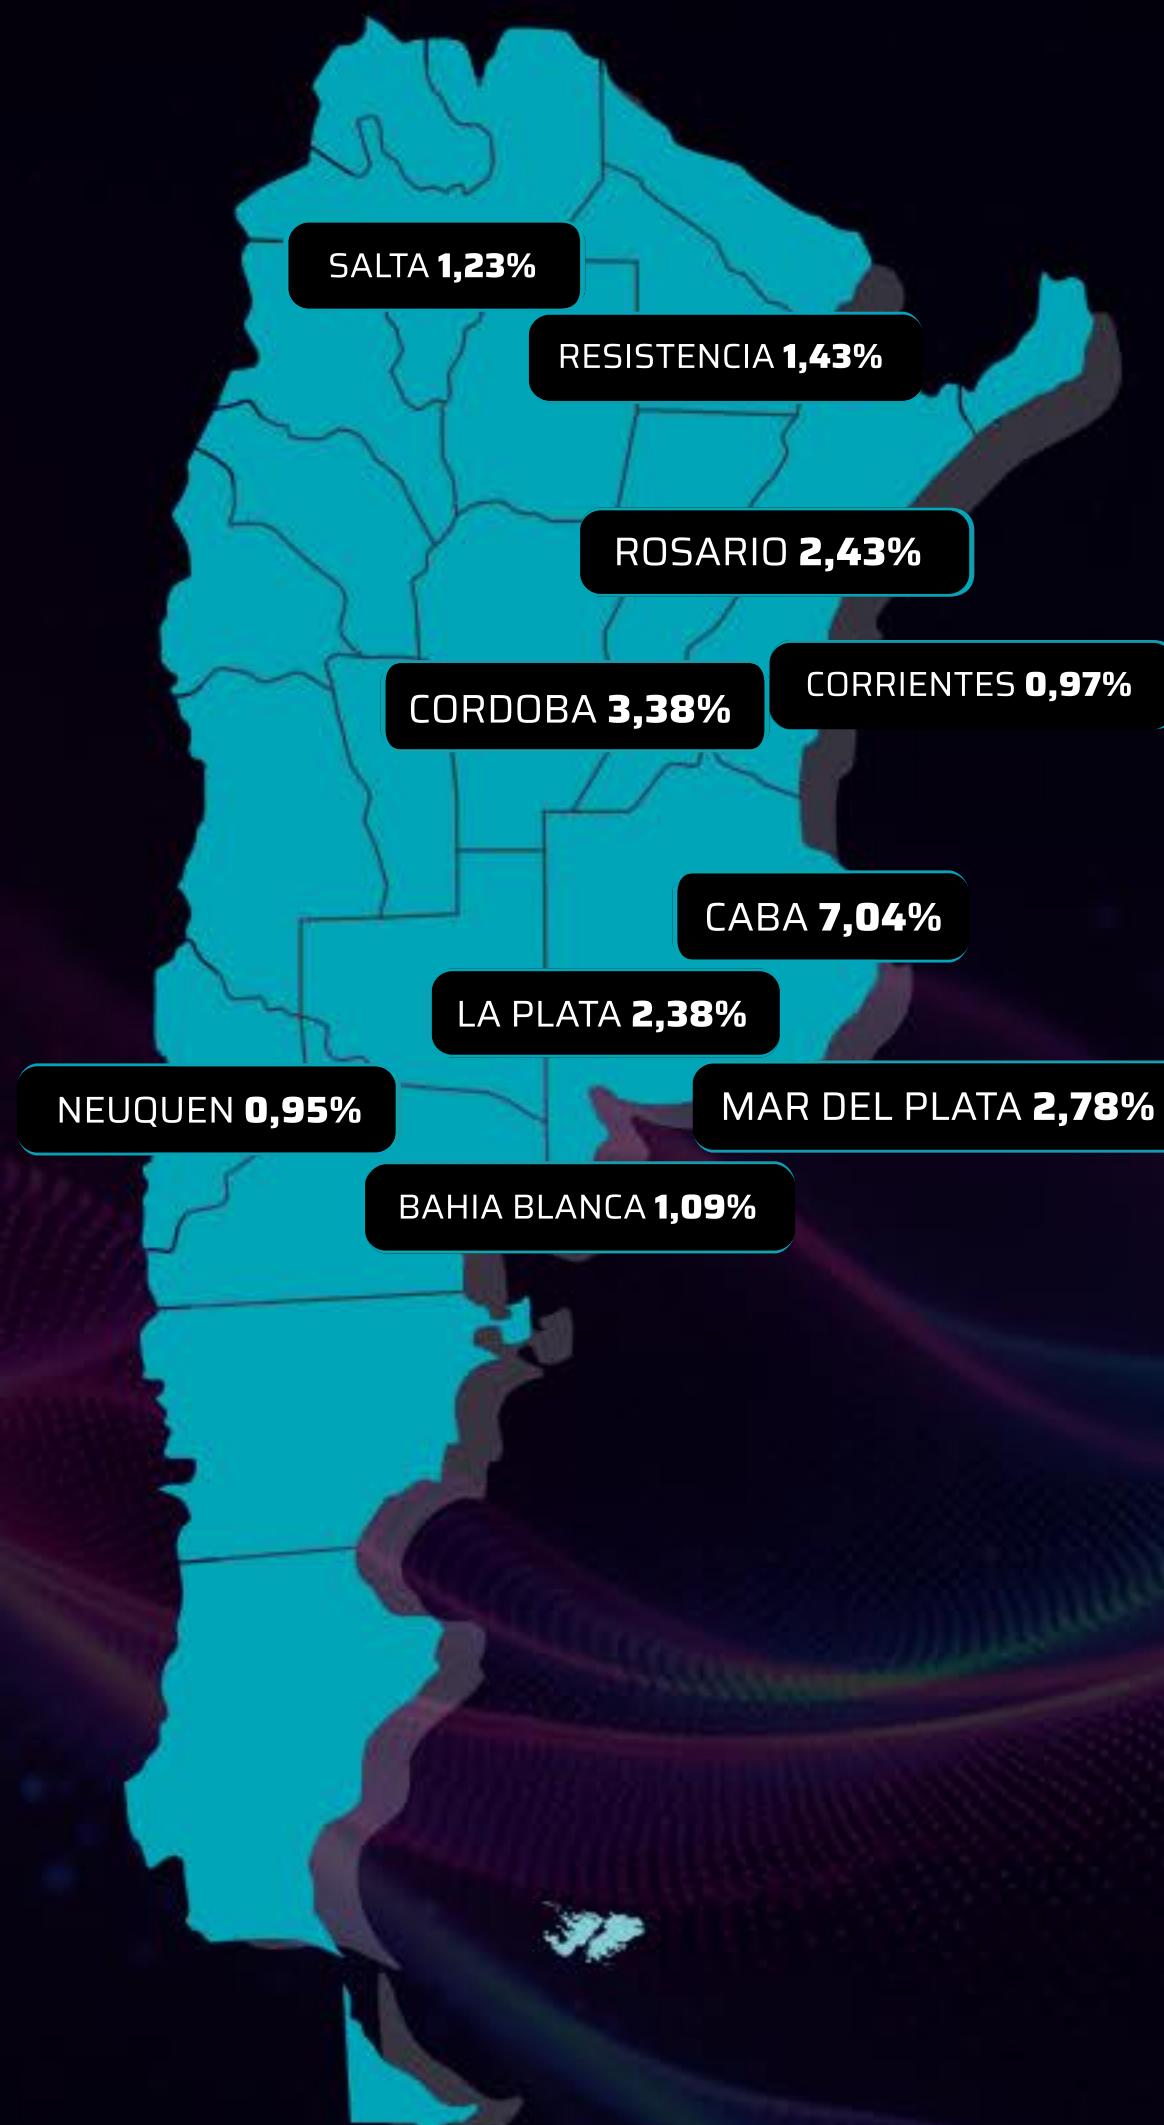 SALTA 1,23%
RESISTENCIA 1,43%
ROSARIO 2,43%
CORRIENTES 0,97%
CORDOBA 3,38%
CABA 7,04%
LA PLATA 2,38%
MAR DEL PLATA 2,78%
NEUQUEN 0,95%
BAHIA BLANCA 1,09%